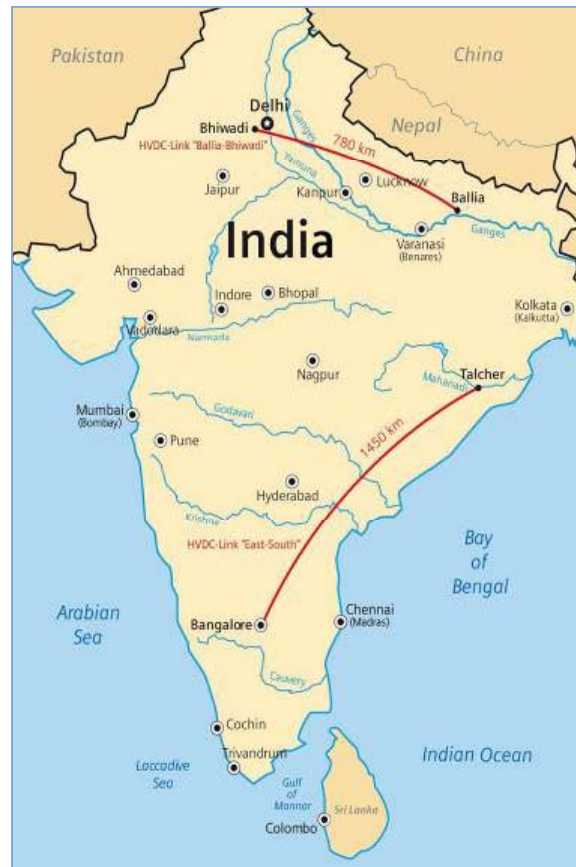 Pakistan
China
Delhi
Nepal
Bhiwadi
HVDC-Link "Ballia-Bhiwadi"
Ganges
780 km
Yamuna
Jaipur
Kanpur
Lucknow
Ballia
India
Varanasi
(Benares)
Ganges
Ahmedabad
Indore
Bhopal
Kolkata
(Kalkutta)
Vadodara
Narmada
Nagpur
Talcher
Mahanadi
Mumbai
(Bombay)
Godavari
1450 km
Pune
Hyderabad
Krishna
HVDC-Link "East-South"
Bay
of
Bengal
Arabian
Sea
Bangalore
Chennai
(Madras)
Cauvery
Cochin
Trivandrum
Laccadive
Sea
Gulf
of
Mannar
Indian Ocean
Sri Lanka
Colombo